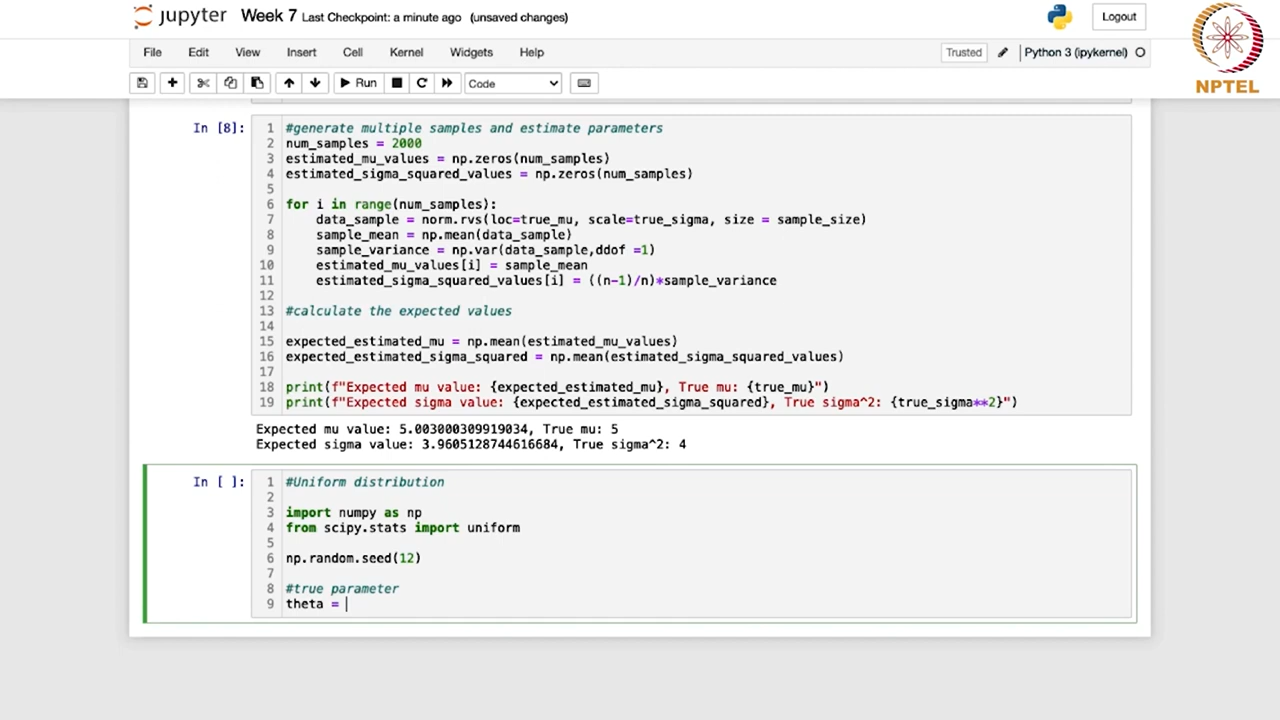 jupyter Week 7 Last Checkpoint: a minute ago (unsaved changes) Logout
NPTEL
File Edit View Insert Cell Kernel Widgets Help Trusted Python 3 (ipykernel)
Run Code
In [8]:
1 #generate multiple samples and estimate parameters
2 num_samples = 2000
3 estimated_mu_values = np.zeros(num_samples)
4 estimated_sigma_squared_values = np.zeros(num_samples)
5
6 for i in range(num_samples):
7     data_sample = norm.rvs(loc=true_mu, scale=true_sigma, size = sample_size)
8     sample_mean = np.mean(data_sample)
9     sample_variance = np.var(data_sample,ddof =1)
10     estimated_mu_values[i] = sample_mean
11     estimated_sigma_squared_values[i] = ((n-1)/n)*sample_variance
12
13 #calculate the expected values
14
15 expected_estimated_mu = np.mean(estimated_mu_values)
16 expected_estimated_sigma_squared = np.mean(estimated_sigma_squared_values)
17
18 print(f"Expected mu value: {expected_estimated_mu}, True mu: {true_mu}")
19 print(f"Expected sigma value: {expected_estimated_sigma_squared}, True sigma^2: {true_sigma**2}")
Expected mu value: 5.003000309919034, True mu: 5
Expected sigma value: 3.9605128744616684, True sigma^2: 4
In [ ]:
1 #Uniform distribution
2
3 import numpy as np
4 from scipy.stats import uniform
5
6 np.random.seed(12)
7
8 #true parameter
9 theta =